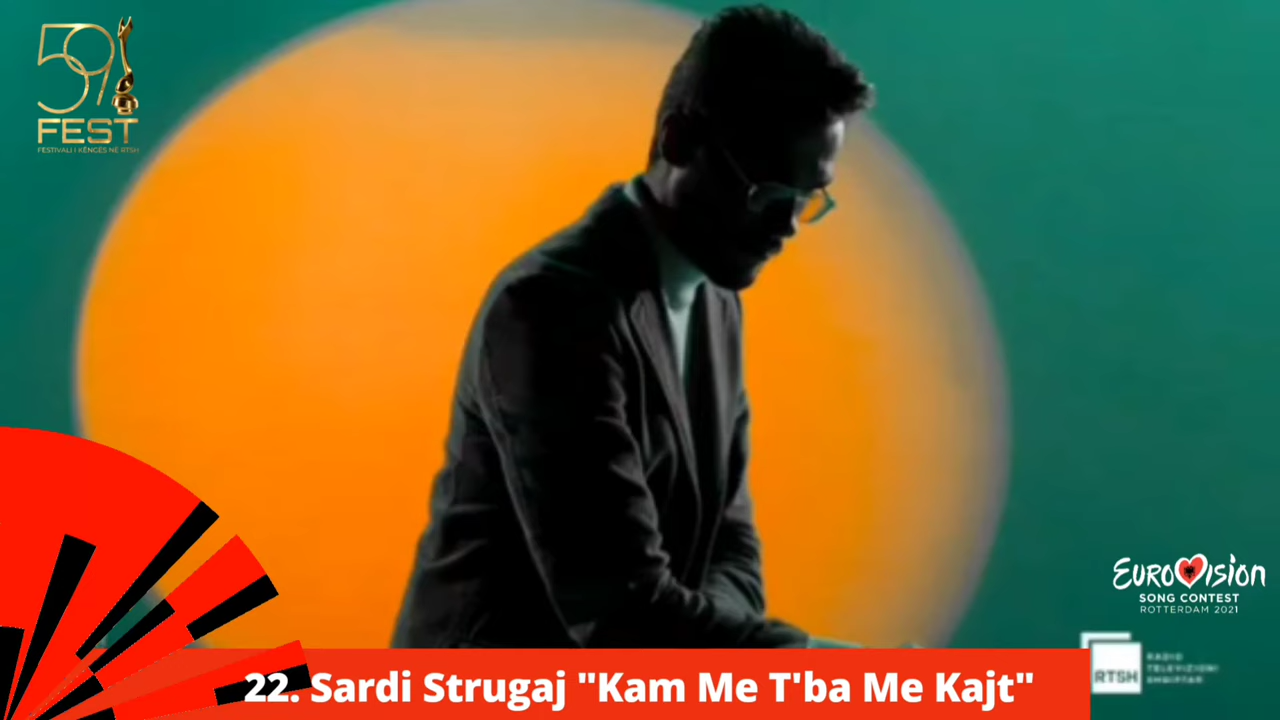 59
FEST
FESTIVALI I KËNGËS NË RTSH
EUROVISION
SONG CONTEST
ROTTERDAM 2021
RTSH
RADIO
TELEVIZIONI
SHQIPTAR
22. Sardi Strugaj "Kam Me T'ba Me Kajt"